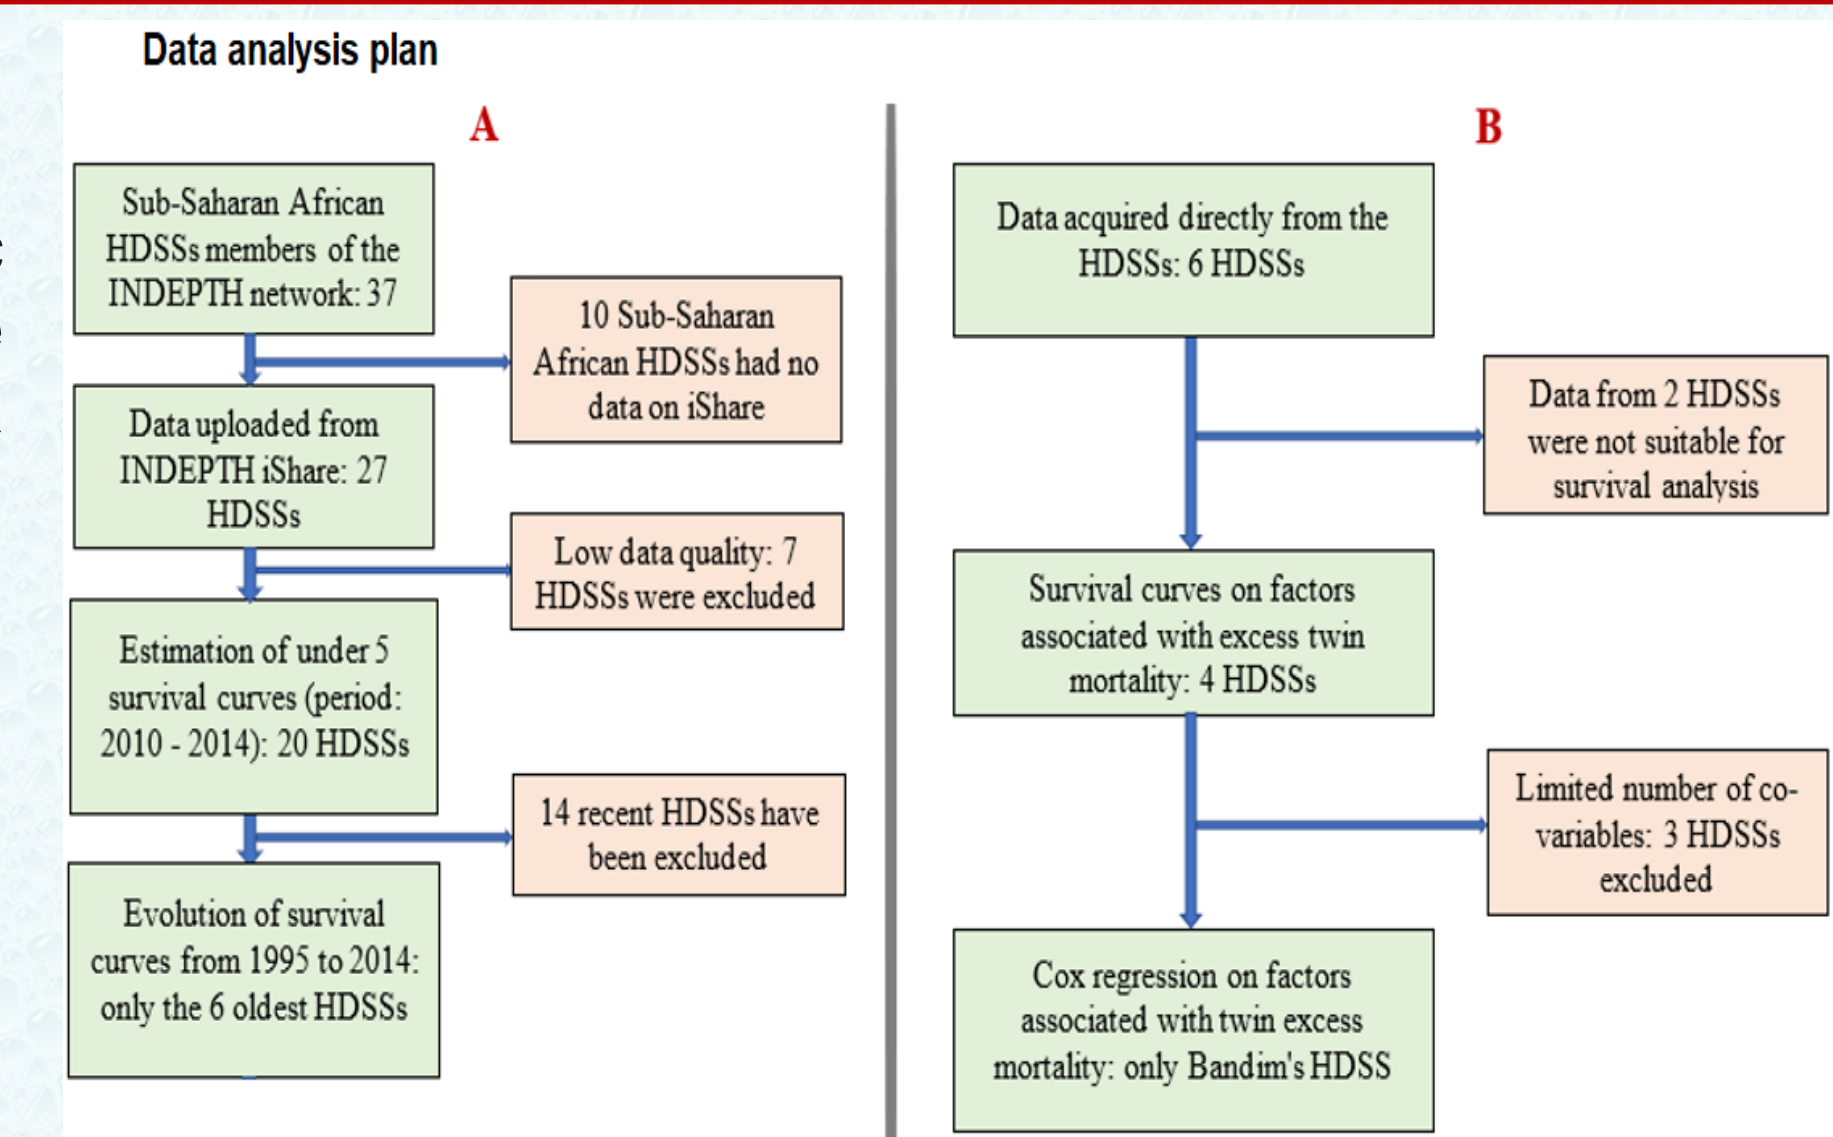 Data analysis plan
A
Sub-Saharan African
HDSSs members of the
INDEPTH network: 37
10 Sub-Saharan
African HDSSs had no
data on iShare
Data uploaded from
INDEPTH iShare: 27
HDSSs
Low data quality: 7
HDSSs were excluded
Estimation of under 5
survival curves (period:
2010 - 2014): 20 HDSSs
14 recent HDSSs have
been excluded
Evolution of survival
curves from 1995 to 2014:
only the 6 oldest HDSSs
B
Data acquired directly from the
HDSSs: 6 HDSSs
Data from 2 HDSSs
were not suitable for
survival analysis
Survival curves on factors
associated with excess twin
mortality: 4 HDSSs
Limited number of co-
variables: 3 HDSSs
excluded
Cox regression on factors
associated with twin excess
mortality: only Bandim's HDSS